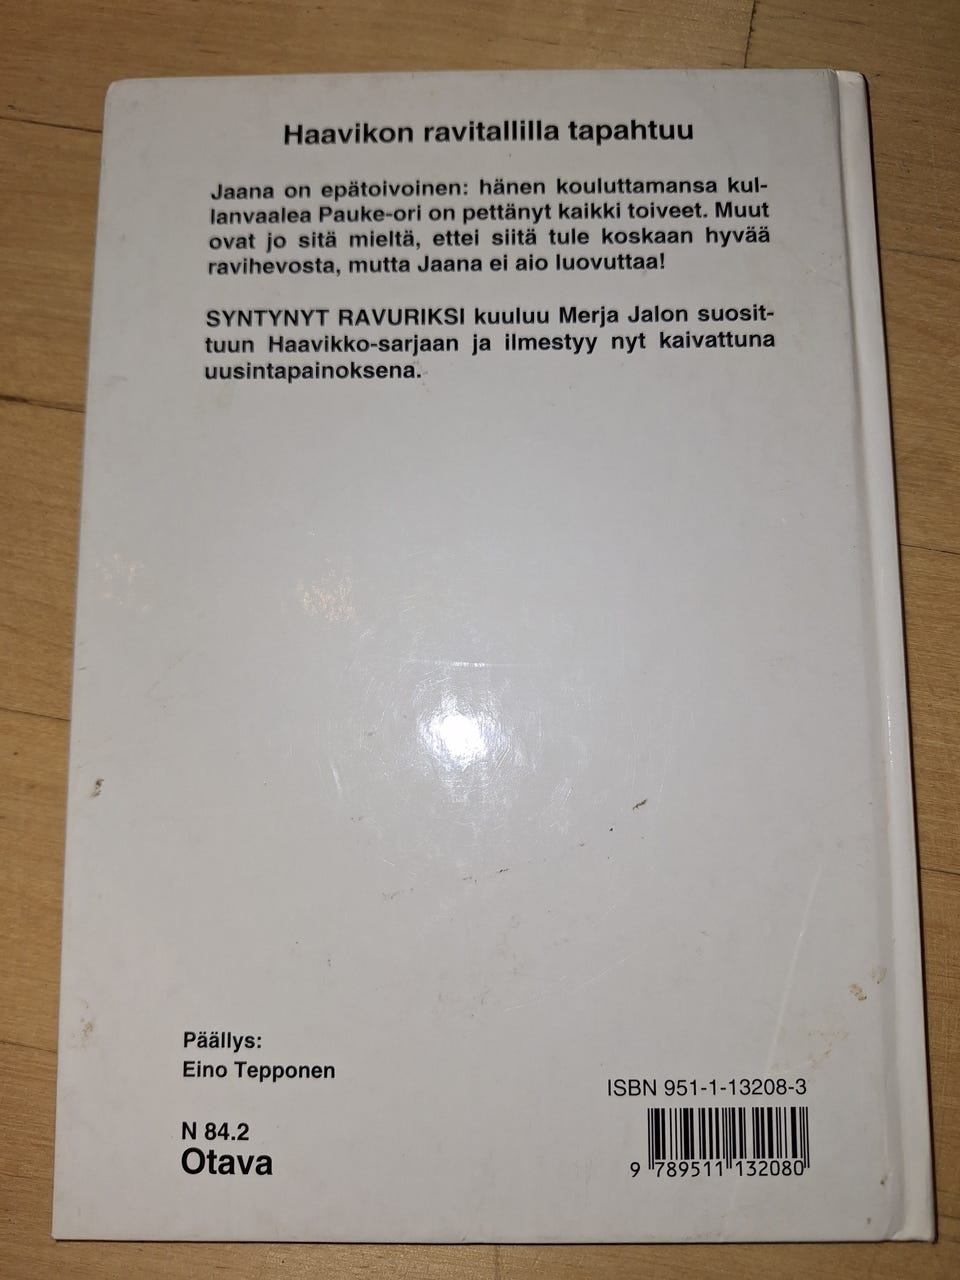 Haavikon ravitallilla tapahtuu
Jaana on epätoivoinen: hänen kouluttamansa kul-
lanvaalea Pauke-ori on pettänyt kaikki toiveet. Muut
ovat jo sitä mieltä, ettei siitä tule koskaan hyvää
ravihevosta, mutta Jaana ei aio luovuttaa!
SYNTYNYT RAVURIKSI kuuluu Merja Jalon suosit-
tuun Haavikko-sarjaan ja ilmestyy nyt kaivattuna
uusintapainoksena.
Päällys:
Eino Tepponen
N 84.2
Otava
ISBN 951-1-13208-3
9 789511 132080